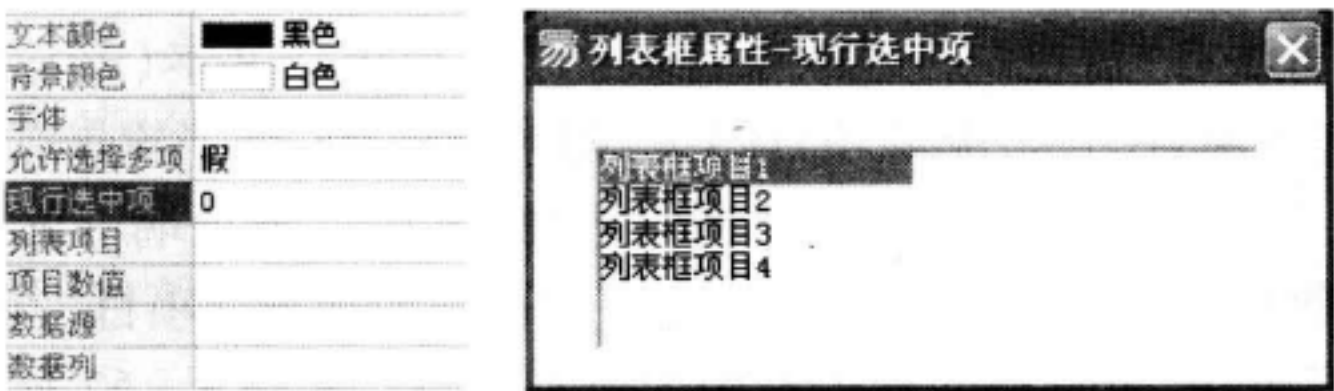 文本颜色 黑色
背景颜色 白色
字体
允许选择多项 假
现行选中项 0
列表项目
项目数值
数据源
数据列
易 列表框属性-现行选中项
列表框项目1
列表框项目2
列表框项目3
列表框项目4